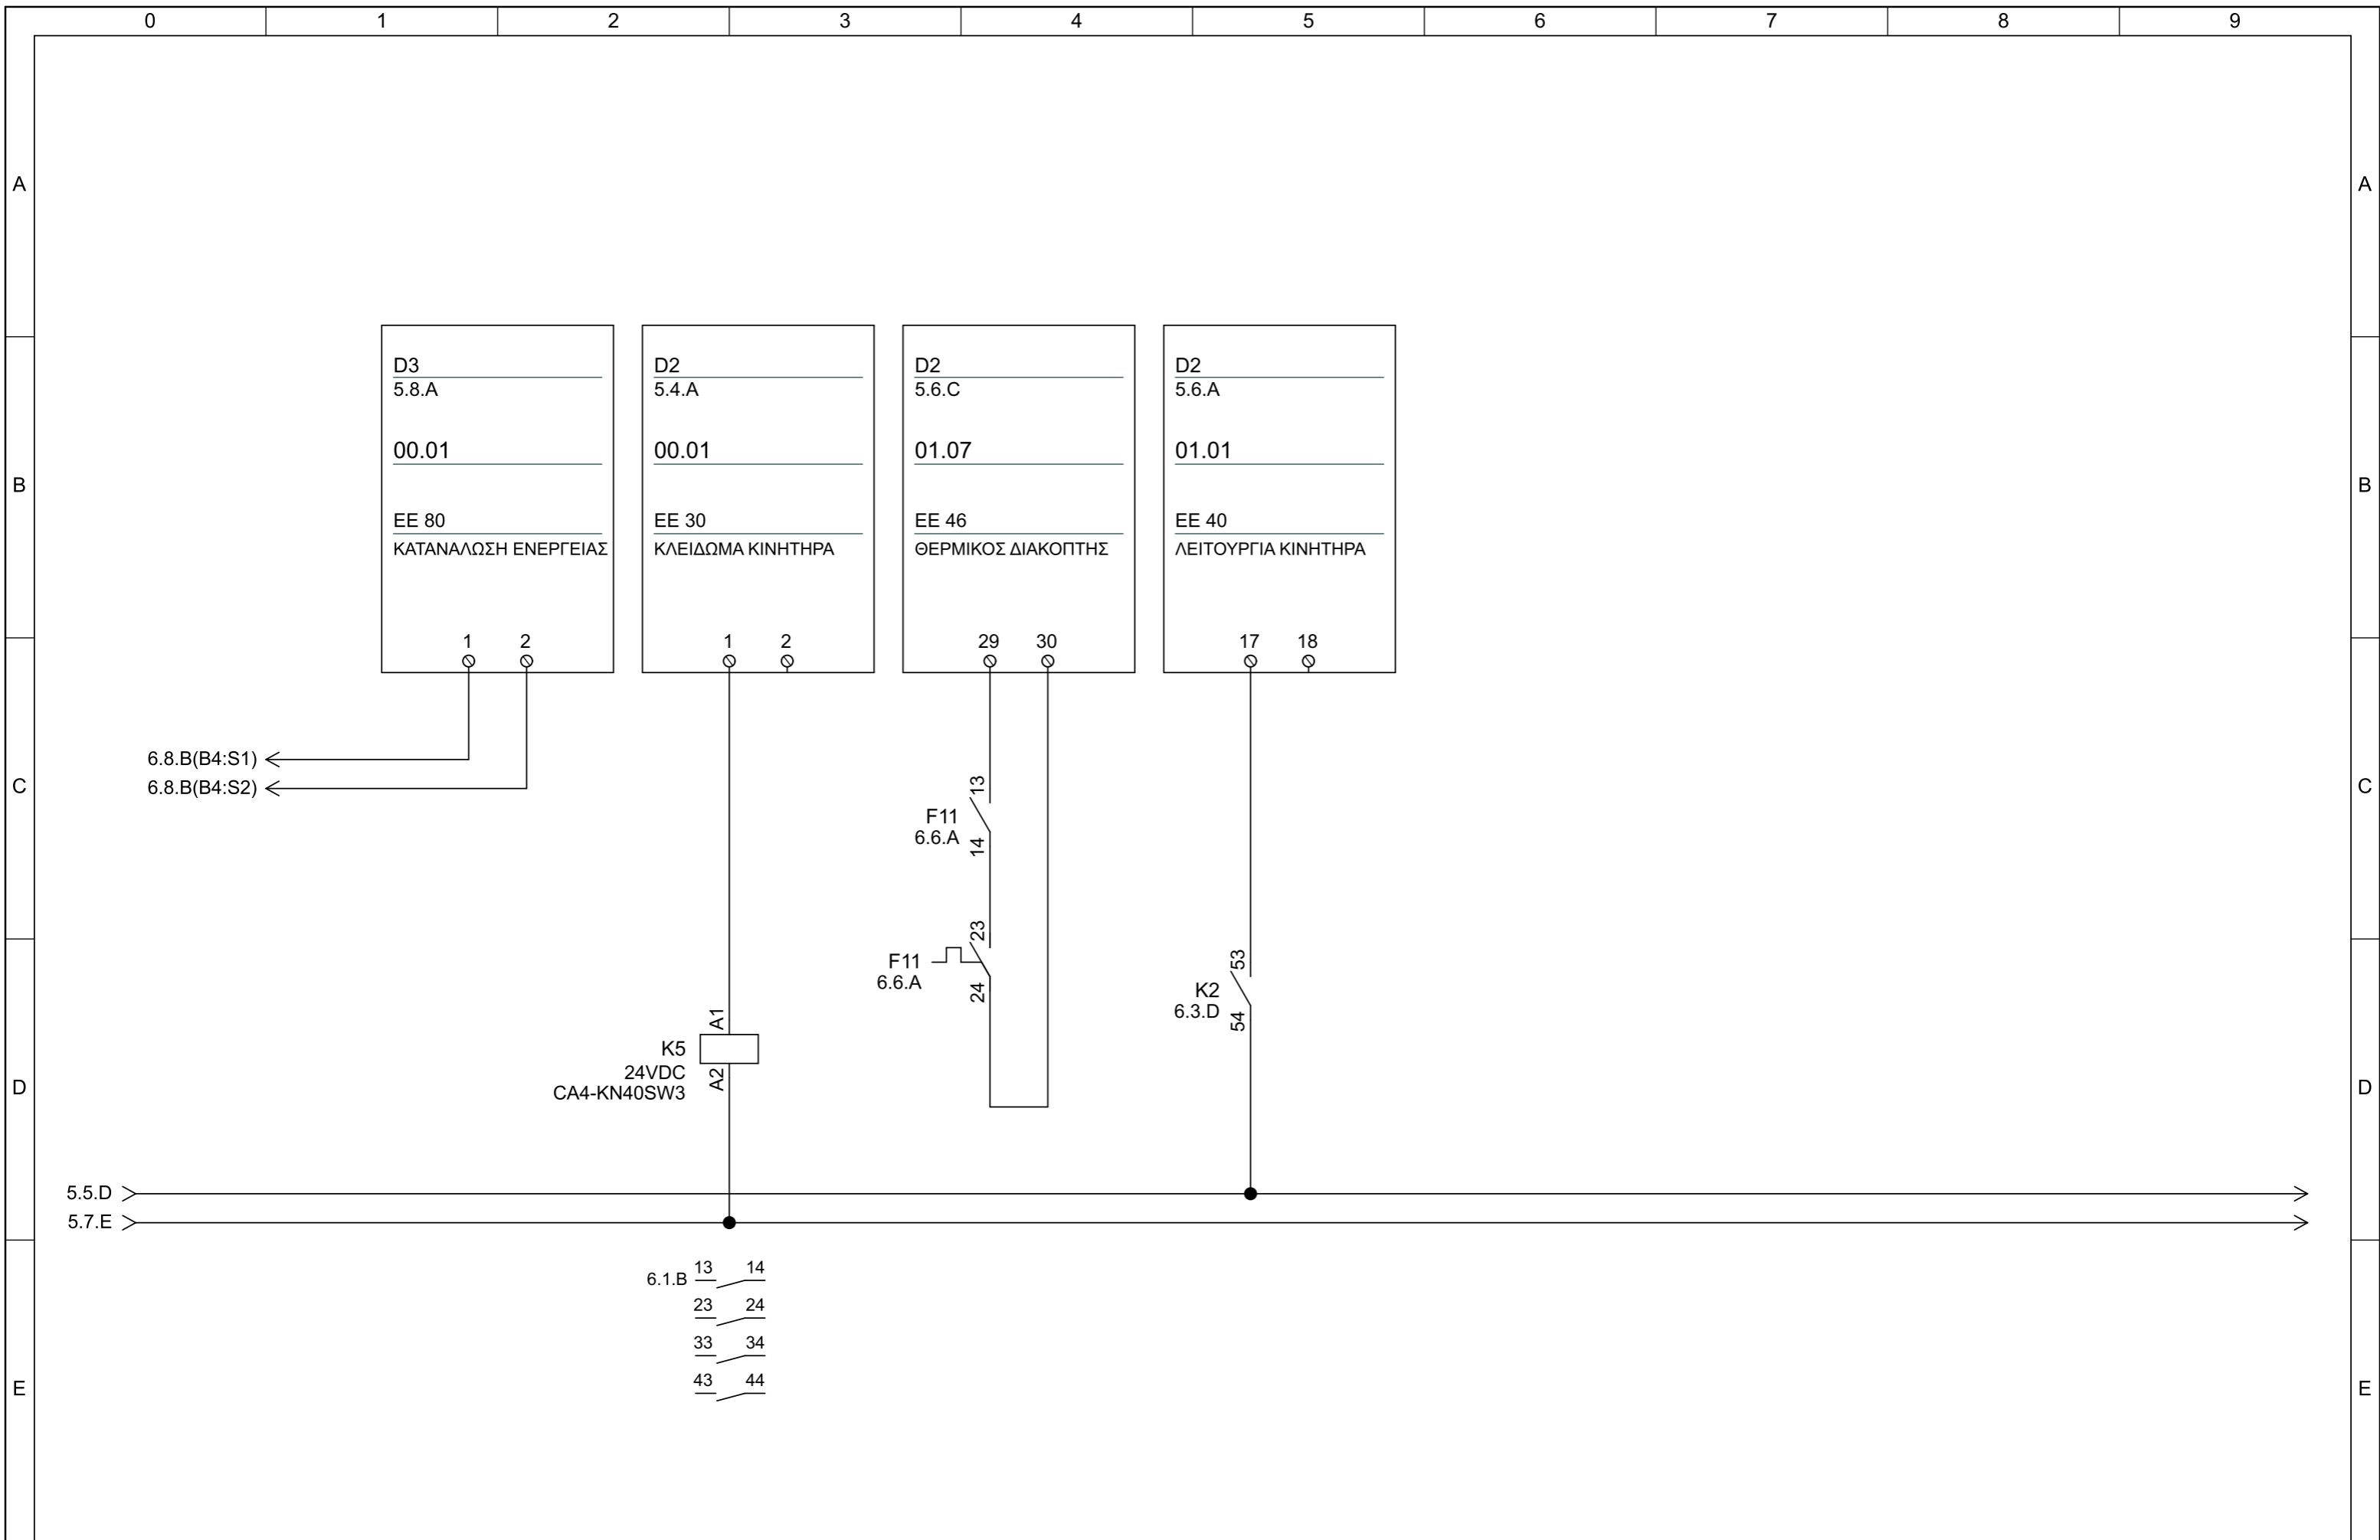 0 1 2 3 4 5 6 7 8 9
A A
D3 D2 D2 D2
5.8.A 5.4.A 5.6.C 5.6.A
00.01 00.01 01.07 01.01
B B
EE 80 EE 30 EE 46 EE 40
ΚΑΤΑΝΑΛΩΣΗ ΕΝΕΡΓΕΙΑΣ ΚΛΕΙΔΩΜΑ ΚΙΝΗΤΗΡΑ ΘΕΡΜΙΚΟΣ ΔΙΑΚΟΠΤΗΣ ΛΕΙΤΟΥΡΓΙΑ ΚΙΝΗΤΗΡΑ
1 2 1 2 29 30 17 18
6.8.B(B4:S1)
6.8.B(B4:S2)
C C
13
F11
6.6.A
14
23
F11
6.6.A
24
53
K2
6.3.D
54
A1
K5
24VDC
A2
CA4-KN40SW3
D D
5.5.D
5.7.E
13 14
6.1.B
23 24
33 34
43 44
E E